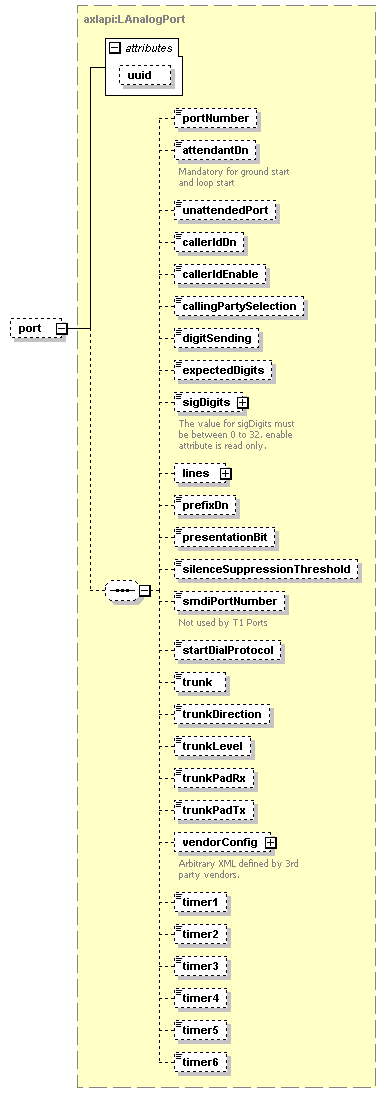 axlapi:LAnalogPort
attributes
uuid
portNumber
attendantDn
Mandatory for ground start
and loop start
unattendedPort
callerIdDn
callerIdEnable
callingPartySelection
port
digitSending
expectedDigits
sigDigits
The value for sigDigits must
be between 0 to 32. enable
attribute is read only.
lines
prefixDn
presentationBit
silenceSuppressionThreshold
smdiPortNumber
Not used by T1 Ports
startDialProtocol
trunk
trunkDirection
trunkLevel
trunkPadRx
trunkPadTx
vendorConfig
Arbitrary XML defined by 3rd
party vendors.
timer1
timer2
timer3
timer4
timer5
timer6